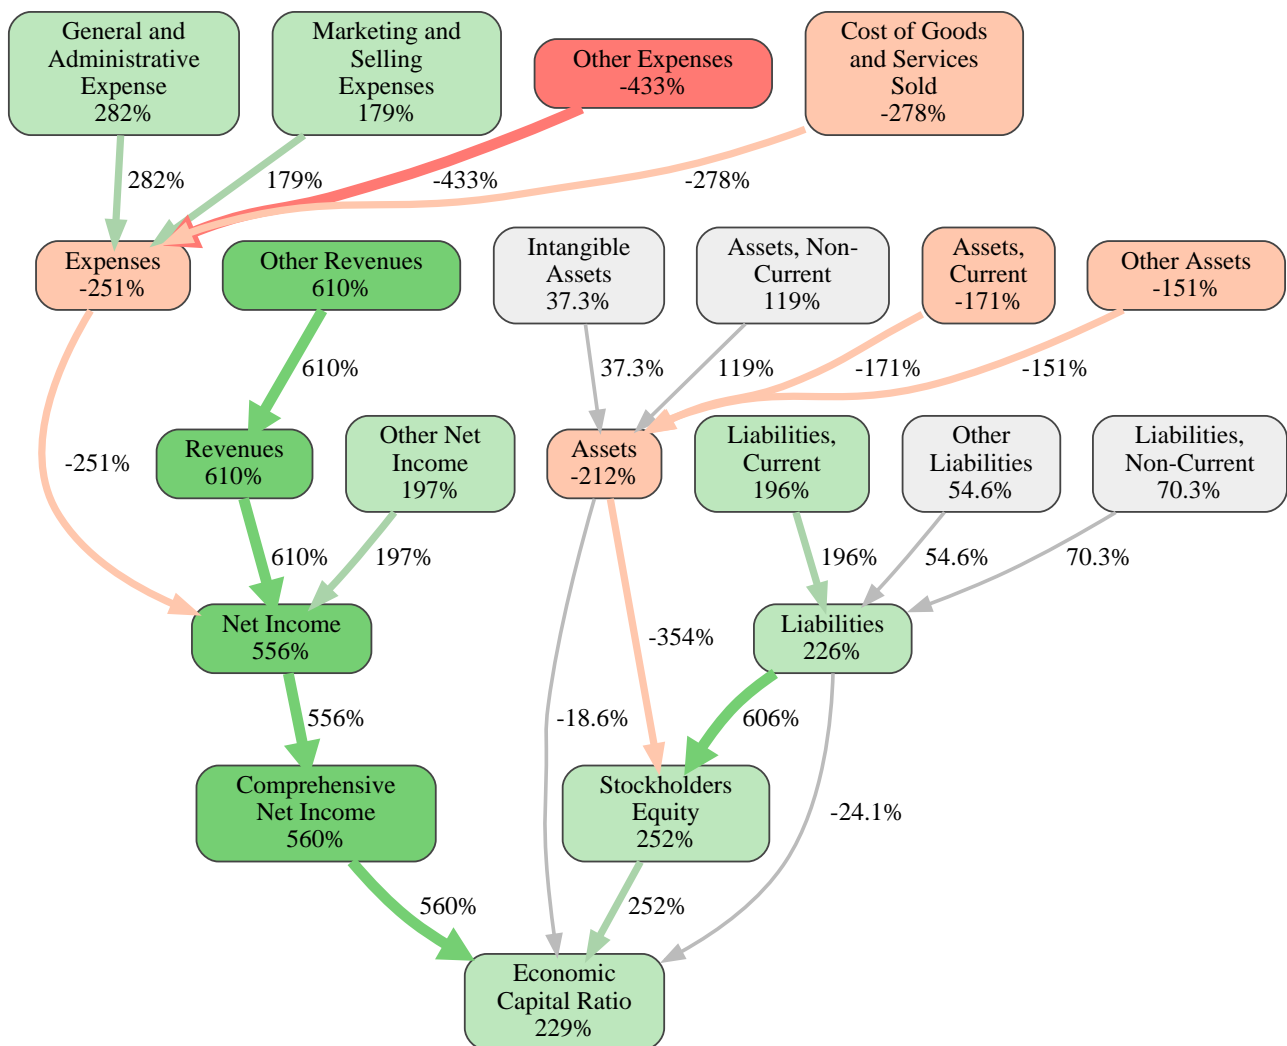 General and
Administrative
Expense
282%
Marketing and
Selling
Expenses
179%
Other Expenses
-433%
Cost of Goods
and Services
Sold
-278%
282%
179%
-433%
-278%
Expenses
-251%
Other Revenues
610%
Intangible
Assets
37.3%
Assets, Non-
Current
119%
Assets,
Current
-171%
Other Assets
-151%
610%
37.3%
119%
-171%
-151%
-251%
Revenues
610%
Other Net
Income
197%
Assets
-212%
Liabilities,
Current
196%
Other
Liabilities
54.6%
Liabilities,
Non-Current
70.3%
610%
197%
196%
54.6%
70.3%
Net Income
556%
-354%
Liabilities
226%
556%
-18.6%
606%
Comprehensive
Net Income
560%
Stockholders
Equity
252%
-24.1%
560%
252%
Economic
Capital Ratio
229%